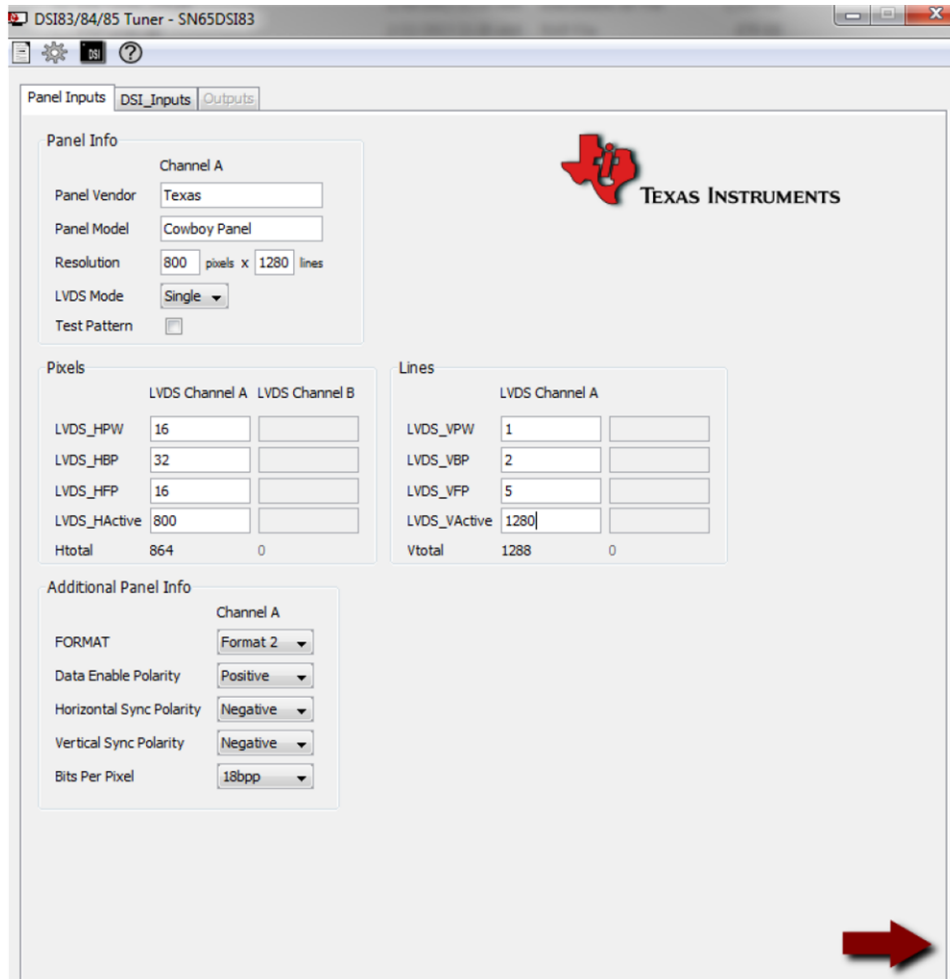 DSI83/84/85 Tuner - SN65DSI83
DSI
?
Panel Inputs DSI_Inputs Outputs
Panel Info
Channel A
Panel Vendor Texas
Panel Model Cowboy Panel
Resolution 800 pixels x 1280 lines
LVDS Mode Single
Test Pattern
TEXAS INSTRUMENTS
Pixels
LVDS Channel A LVDS Channel B
LVDS_HPW 16
LVDS_HBP 32
LVDS_HFP 16
LVDS_HActive 800
Htotal 864 0
Lines
LVDS Channel A
LVDS_VPW 1
LVDS_VBP 2
LVDS_VFP 5
LVDS_VActive 1280
Vtotal 1288 0
Additional Panel Info
Channel A
FORMAT Format 2
Data Enable Polarity Positive
Horizontal Sync Polarity Negative
Vertical Sync Polarity Negative
Bits Per Pixel 18bpp